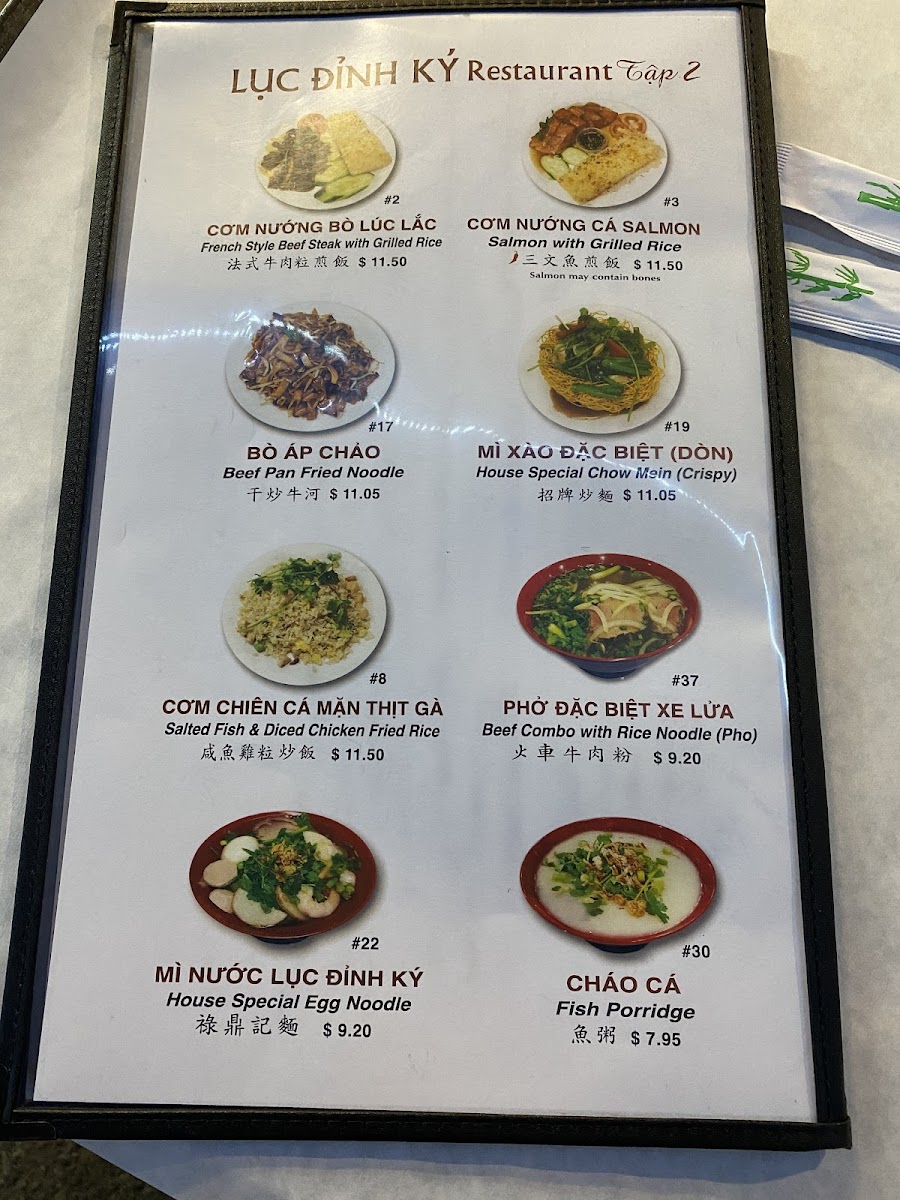 LỤC ĐỈNH KÝ Restaurant Tập 2
#2
CƠM NƯỚNG BÒ LÚC LẮC
French Style Beef Steak with Grilled Rice
法式牛肉粒煎飯 $ 11.50
#3
CƠM NƯỚNG CÁ SALMON
Salmon with Grilled Rice
三文魚煎飯 $ 11.50
Salmon may contain bones
#17
BÒ ÁP CHẢO
Beef Pan Fried Noodle
干炒牛河 $ 11.05
#19
MÌ XÀO ĐẶC BIỆT (DÒN)
House Special Chow Mein (Crispy)
招牌炒麵 $ 11.05
#8
CƠM CHIÊN CÁ MẶN THỊT GÀ
Salted Fish & Diced Chicken Fried Rice
咸魚雞粒炒飯 $ 11.50
#37
PHỞ ĐẶC BIỆT XE LỬA
Beef Combo with Rice Noodle (Pho)
火車牛肉粉 $ 9.20
#22
MÌ NƯỚC LỤC ĐỈNH KÝ
House Special Egg Noodle
祿鼎記麵 $ 9.20
#30
CHÁO CÁ
Fish Porridge
魚粥 $ 7.95